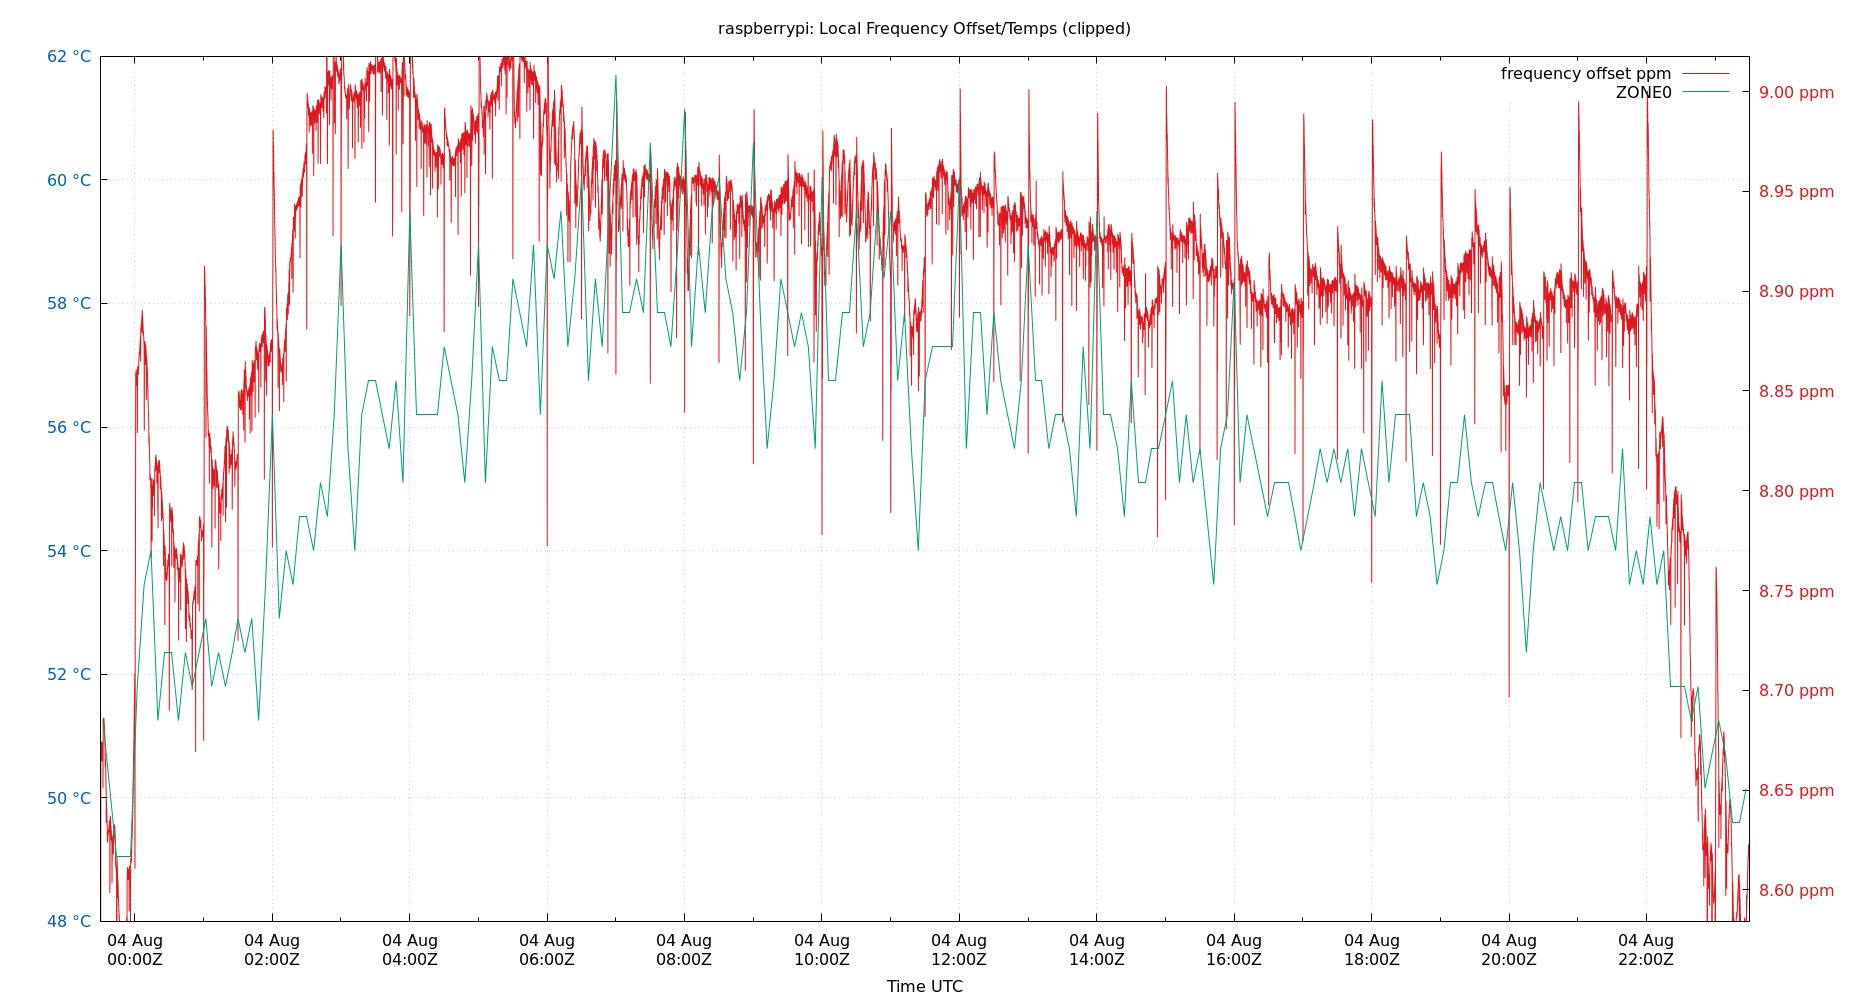 raspberrypi: Local Frequency Offset/Temps (clipped)
62 °C
60 °C
58 °C
56 °C
54 °C
52 °C
50 °C
48 °C
frequency offset ppm
ZONE0
9.00 ppm
8.95 ppm
8.90 ppm
8.85 ppm
8.80 ppm
8.75 ppm
8.70 ppm
8.65 ppm
8.60 ppm
04 Aug 04 Aug 04 Aug 04 Aug 04 Aug 04 Aug 04 Aug 04 Aug 04 Aug 04 Aug 04 Aug 04 Aug
00:00Z 02:00Z 04:00Z 06:00Z 08:00Z 10:00Z 12:00Z 14:00Z 16:00Z 18:00Z 20:00Z 22:00Z
Time UTC